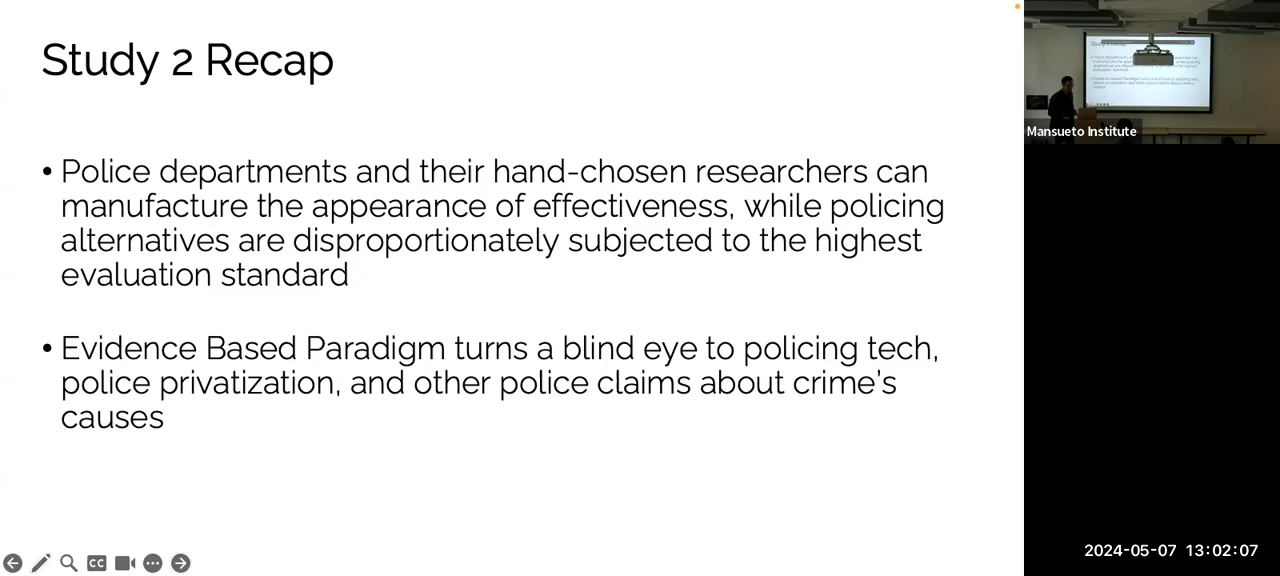 Study 2 Recap
• Police departments and their hand-chosen researchers can
manufacture the appearance of effectiveness, while policing
alternatives are disproportionately subjected to the highest
evaluation standard
• Evidence Based Paradigm turns a blind eye to policing tech,
police privatization, and other police claims about crime's
causes
CC
Mansueto Institute
2024-05-07 13:02:07